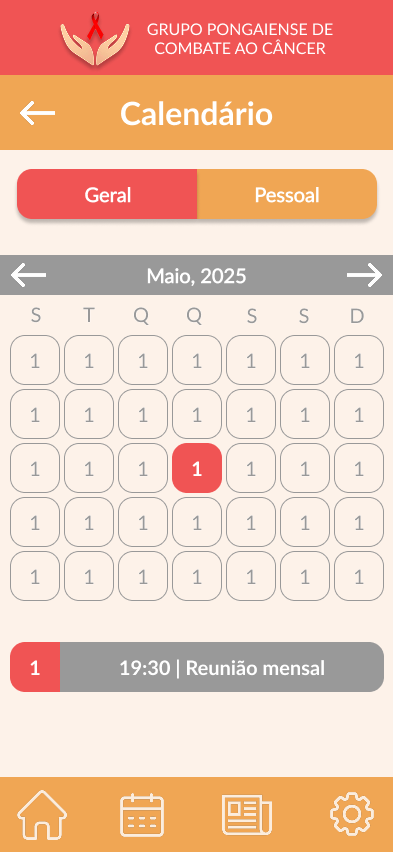 GRUPO PONGAIENSE DE
COMBATE AO CÂNCER
Calendário
Geral Pessoal
Maio, 2025
S T Q Q S S D
1 1 1 1 1 1 1
1 1 1 1 1 1 1
1 1 1 1 1 1 1
1 1 1 1 1 1 1
1 1 1 1 1 1 1
1 19:30 | Reunião mensal